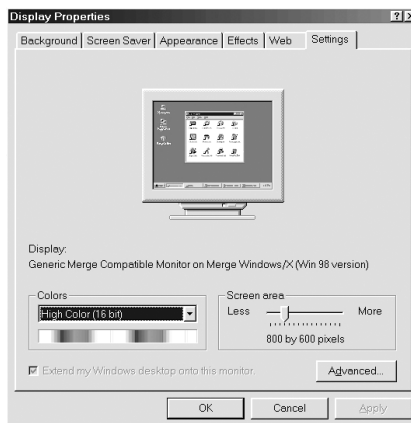 Display Properties
Background Screen Saver Appearance Effects Web Settings
Display:
Generic Merge Compatible Monitor on Merge Windows/X (Win 98 version)
Colors
High Color (16 bit)
Screen area
Less More
800 by 600 pixels
Extend my Windows desktop onto this monitor.
Advanced...
OK Cancel Apply